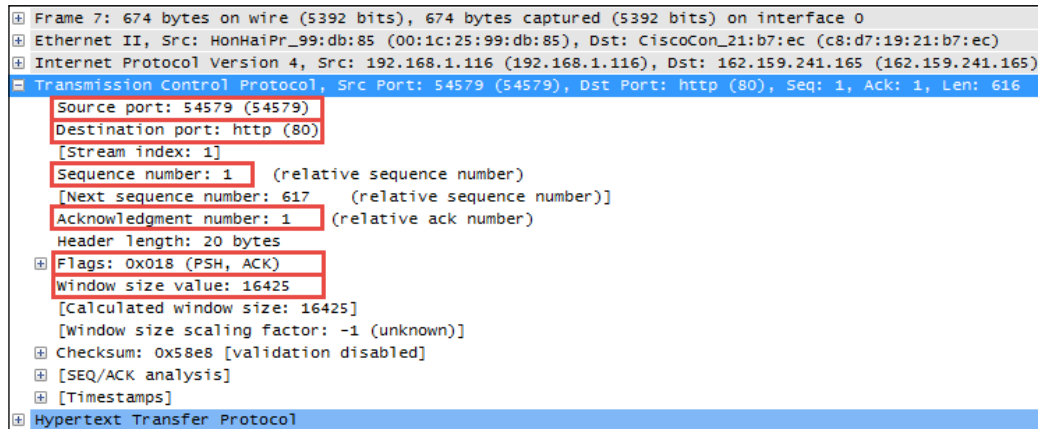 Frame 7: 674 bytes on wire (5392 bits), 674 bytes captured (5392 bits) on interface 0
Ethernet II, Src: HonHaiPr_99:db:85 (00:1c:25:99:db:85), Dst: CiscoCon_21:b7:ec (c8:d7:19:21:b7:ec)
Internet Protocol Version 4, Src: 192.168.1.116 (192.168.1.116), Dst: 162.159.241.165 (162.159.241.165)
Transmission Control Protocol, Src Port: 54579 (54579), Dst Port: http (80), Seq: 1, Ack: 1, Len: 616
Source port: 54579 (54579)
Destination port: http (80)
[Stream index: 1]
Sequence number: 1 (relative sequence number)
[Next sequence number: 617 (relative sequence number)]
Acknowledgment number: 1 (relative ack number)
Header length: 20 bytes
Flags: 0x018 (PSH, ACK)
Window size value: 16425
[Calculated window size: 16425]
[Window size scaling factor: -1 (unknown)]
Checksum: 0x58e8 [validation disabled]
[SEQ/ACK analysis]
[Timestamps]
Hypertext Transfer Protocol